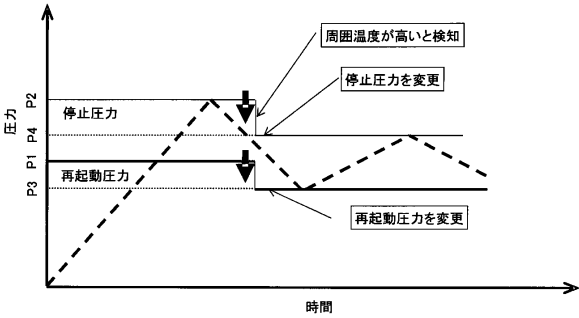 周囲温度が高いと検知
停止圧力を変更
P2
停止圧力
P4
圧力
P1
再起動圧力
P3
再起動圧力を変更
時間